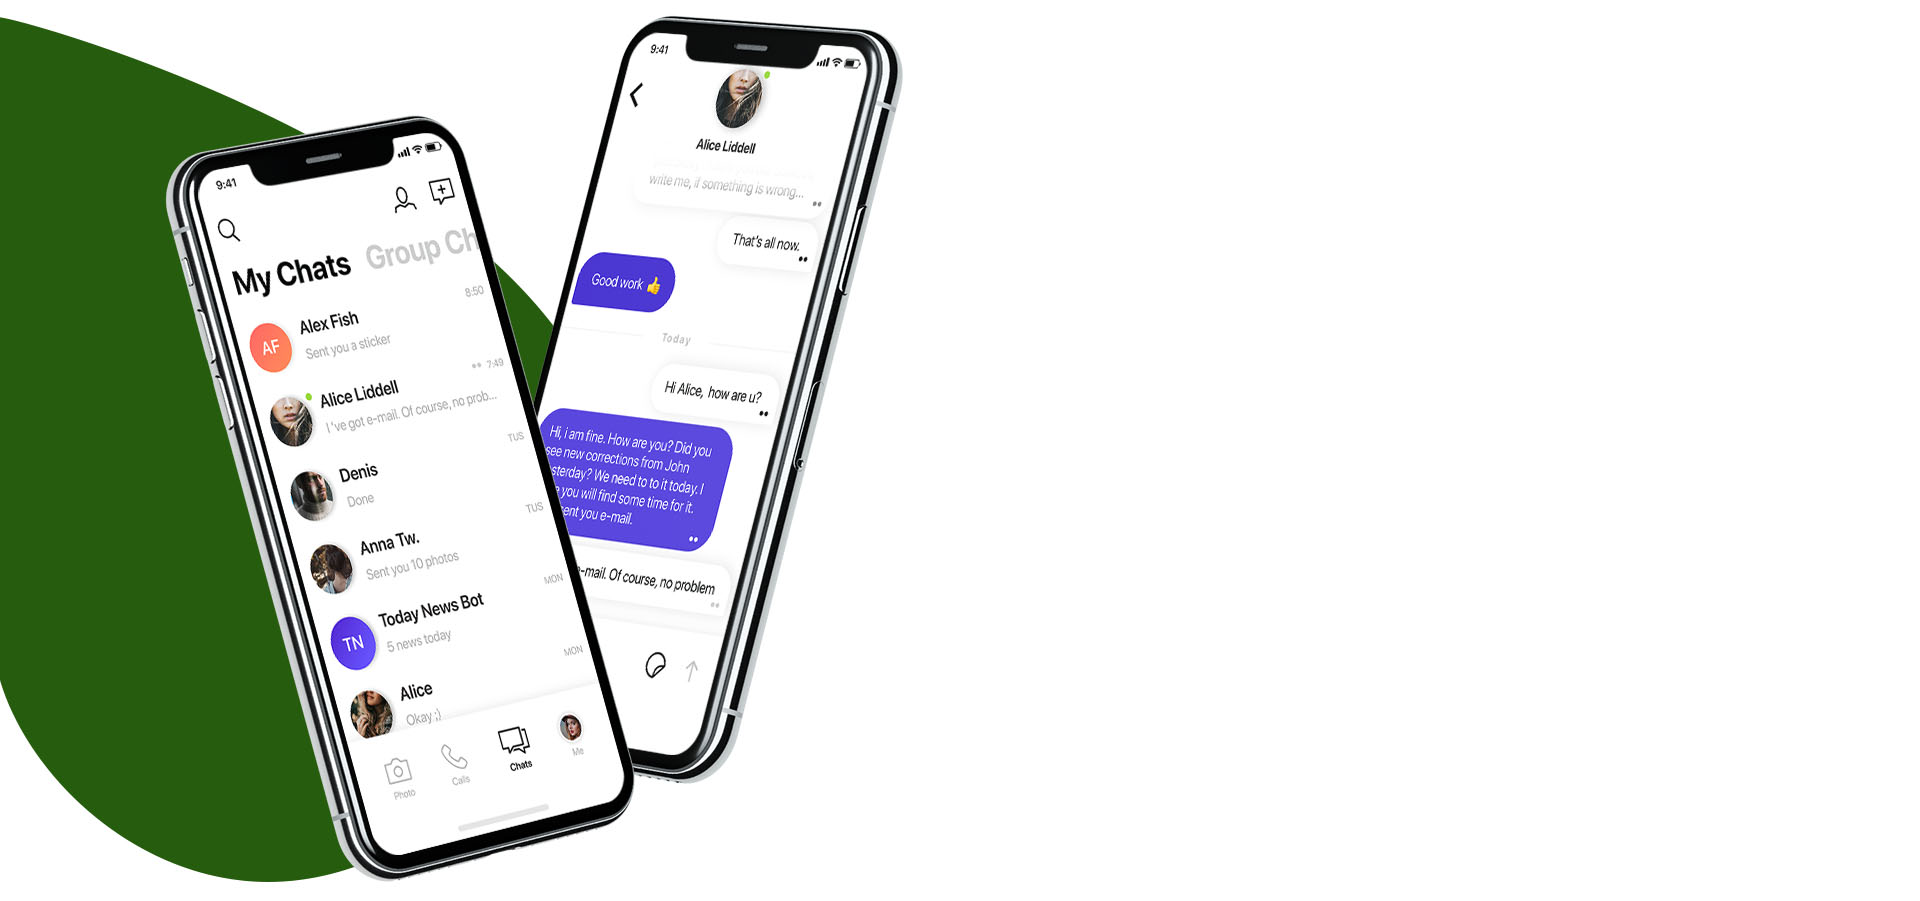 9:41
My Chats Group Ch
8:50
Alex Fish
AF
Sent you a sticker
7:49
Alice Liddell
I 've got e-mail. Of course, no prob...
TUS
Denis
Done
TUS
Anna Tw.
Sent you 10 photos
MON
Today News Bot
TN
5 news today
MON
Alice
Okay ;)
Photo
Calls
Chats
Me
9:41
Alice Liddell
write me, if something is wrong...
That's all now.
Good work 👍
Today
Hi Alice, how are u?
Hi, i am fine. How are you? Did you
see new corrections from John
sterday? We need to to it today. I
you will find some time for it.
sent you e-mail.
e-mail. Of course, no problem